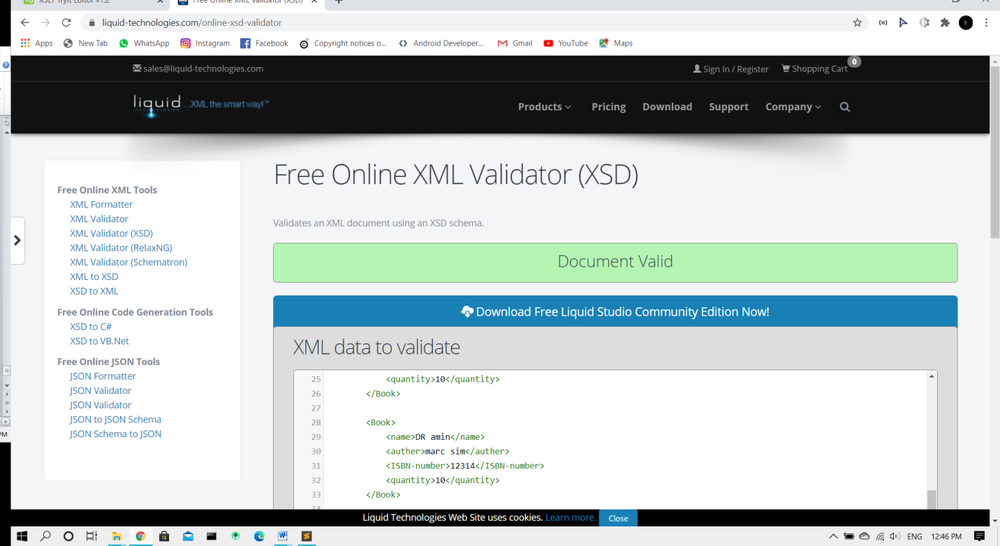 XSLT Tryit Editor v1.2 Free Online XML Validator (XSD)
liquid-technologies.com/online-xsd-validator
Apps New Tab WhatsApp Instagram Facebook Copyright notices o... Android Developer... Gmail YouTube Maps
sales@liquid-technologies.com Sign In / Register Shopping Cart 0
liquid TECHNOLOGIES ...XML the smart way!™ Products Pricing Download Support Company
Free Online XML Tools
XML Formatter
XML Validator
XML Validator (XSD)
XML Validator (RelaxNG)
XML Validator (Schematron)
XML to XSD
XSD to XML
Free Online Code Generation Tools
XSD to C#
XSD to VB.Net
Free Online JSON Tools
JSON Formatter
JSON Validator
JSON Validator
JSON to JSON Schema
JSON Schema to JSON
Free Online XML Validator (XSD)
Validates an XML document using an XSD schema.
Document Valid
Download Free Liquid Studio Community Edition Now!
XML data to validate
25 <quantity>10</quantity>
26 </Book>
27
28 <Book>
29 <name>DR amin</name>
30 <auther>marc sim</auther>
31 <ISBN-number>12314</ISBN-number>
32 <quantity>10</quantity>
33 </Book>
34
Liquid Technologies Web Site uses cookies. Learn more. Close
PM
ENG 12:46 PM